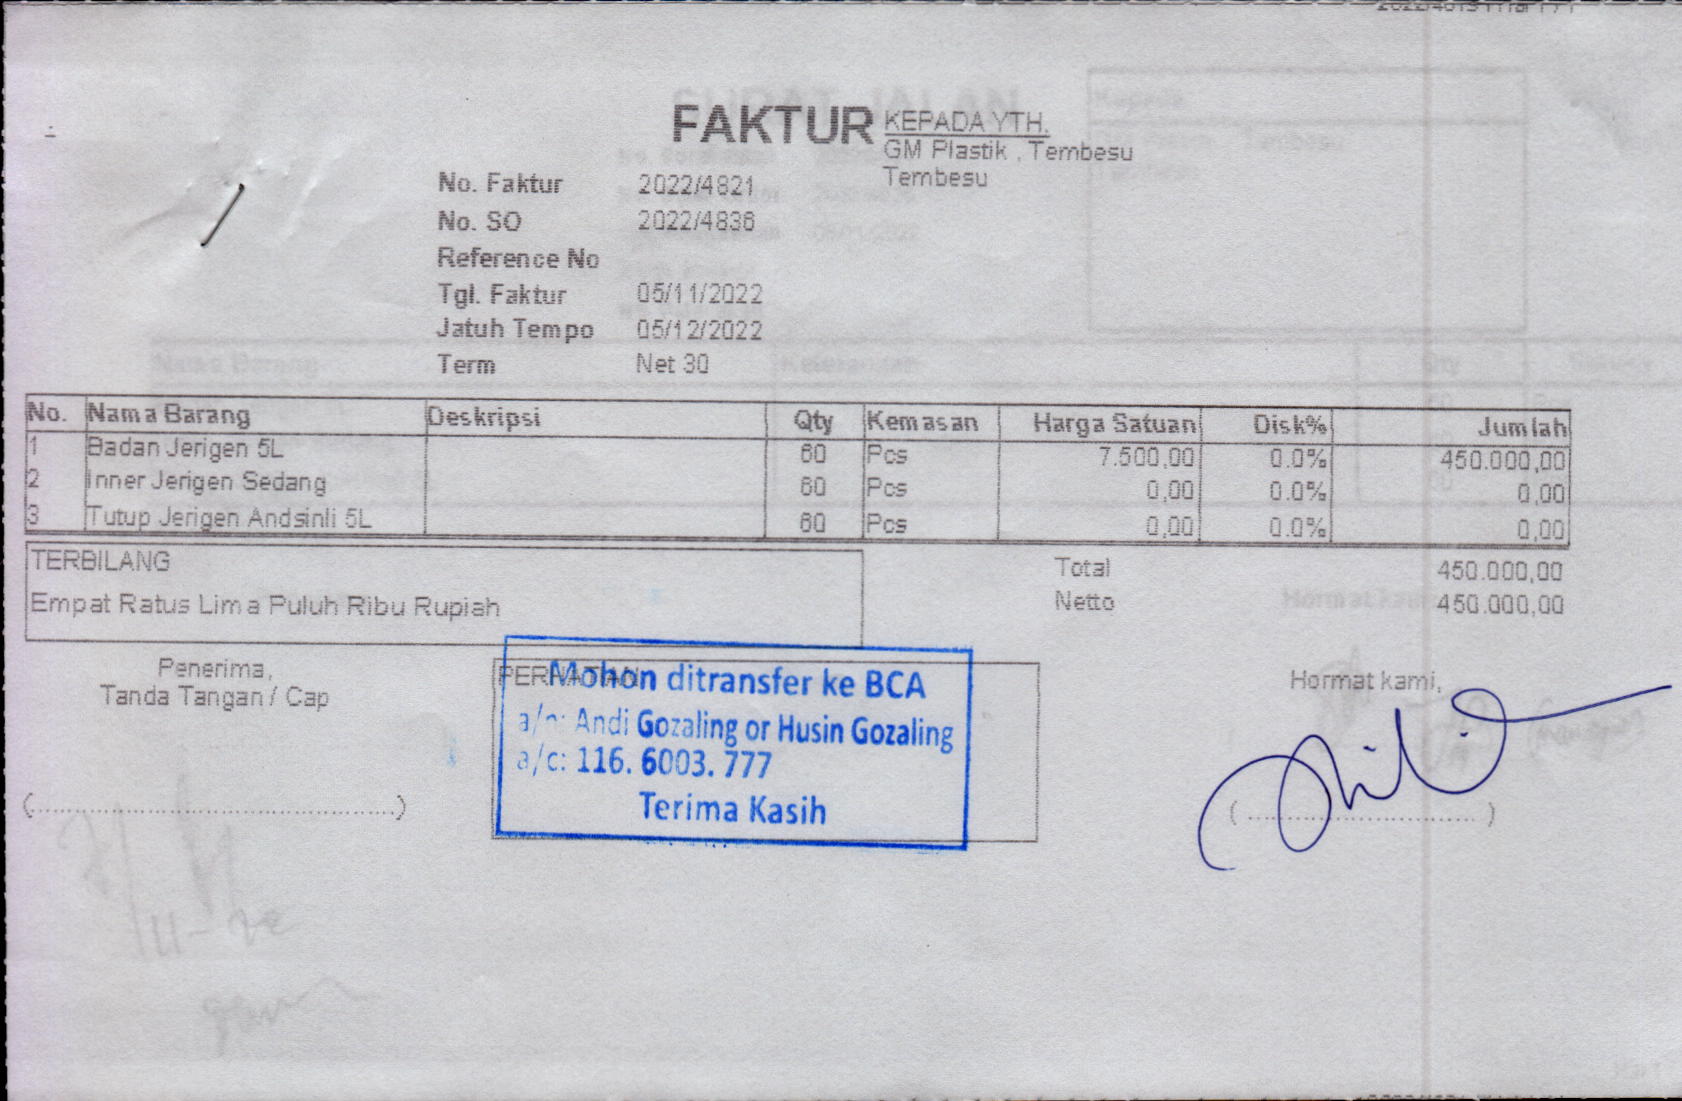 FAKTUR
KEPADA YTH.
GM Plastik , Tembesu
Tembesu
No. Faktur 2022/4821
No. SO 2022/4836
Reference No
Tgl. Faktur 05/11/2022
Jatuh Tempo 05/12/2022
Term Net 30
No. Nama Barang Deskripsi Qty Kemasan Harga Satuan Disk% Jumlah
1 Badan Jerigen 5L 60 Pcs 7.500,00 0.0% 450.000,00
2 Inner Jerigen Sedang 60 Pcs 0,00 0.0% 0,00
3 Tutup Jerigen Andsinli 5L 60 Pcs 0,00 0.0% 0,00
TERBILANG
Empat Ratus Lima Puluh Ribu Rupiah
Total 450.000,00
Netto 450.000,00
Penerima,
Tanda Tangan / Cap
(............................................)
PERHATIAN
Mohon ditransfer ke BCA
a/n: Andi Gozaling or Husin Gozaling
a/c: 116. 6003. 777
Terima Kasih
Hormat kami,
(............................)